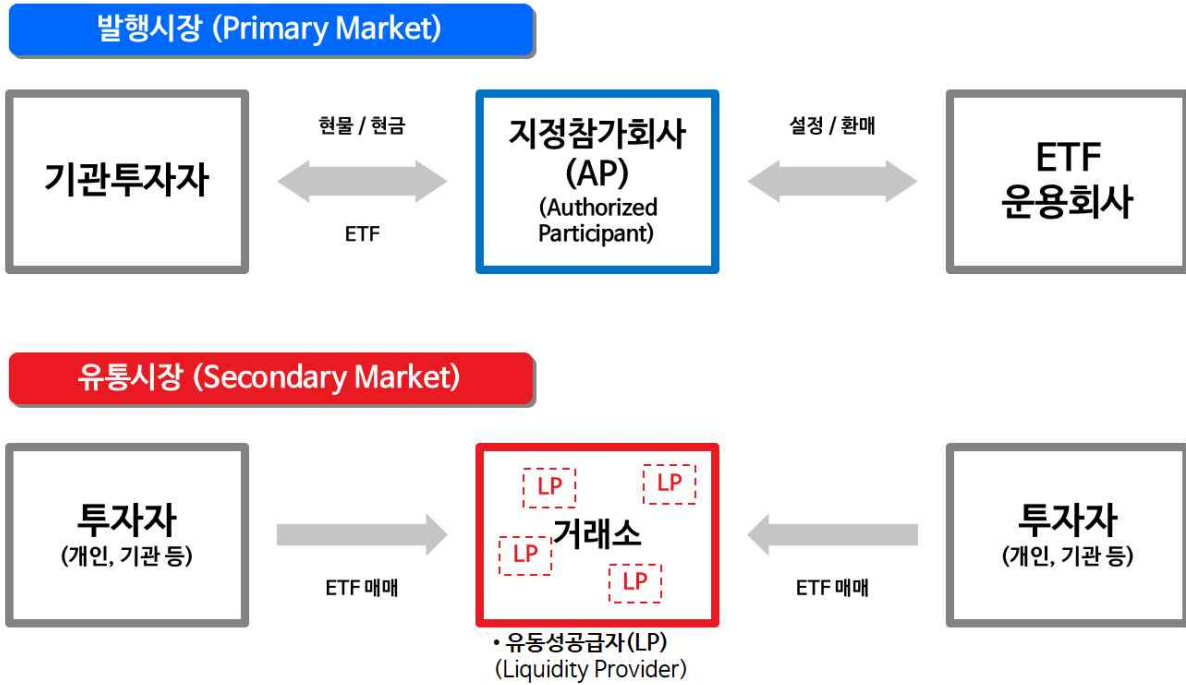 발행시장 (Primary Market)
기관투자자
현물 / 현금
ETF
지정참가회사
(AP)
(Authorized
Participant)
설정 / 환매
ETF
운용회사
유통시장 (Secondary Market)
투자자
(개인, 기관 등)
ETF 매매
LP
LP
거래소
LP
LP
• 유동성공급자(LP)
(Liquidity Provider)
ETF 매매
투자자
(개인, 기관 등)